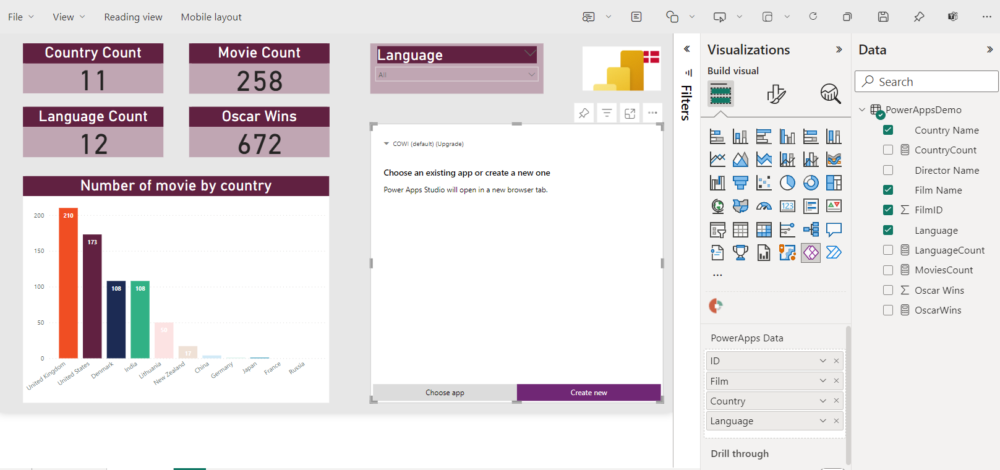 File
View
Reading view
Mobile layout
Country Count
11
Movie Count
258
Language
All
Language Count
12
Oscar Wins
672
Number of movie by country
200
150
100
50
0
210
173
108
108
50
17
United Kingdom
United States
Denmark
India
Lithuania
New Zealand
China
Germany
Japan
France
Russia
COWI (default) (Upgrade)
Choose an existing app or create a new one
Power Apps Studio will open in a new browser tab.
Choose app
Create new
Filters
Visualizations
Build visual
123
PowerApps Data
ID
Film
Country
Language
Drill through
Data
Search
PowerAppsDemo
Country Name
CountryCount
Director Name
Film Name
FilmID
Language
LanguageCount
MoviesCount
Oscar Wins
OscarWins